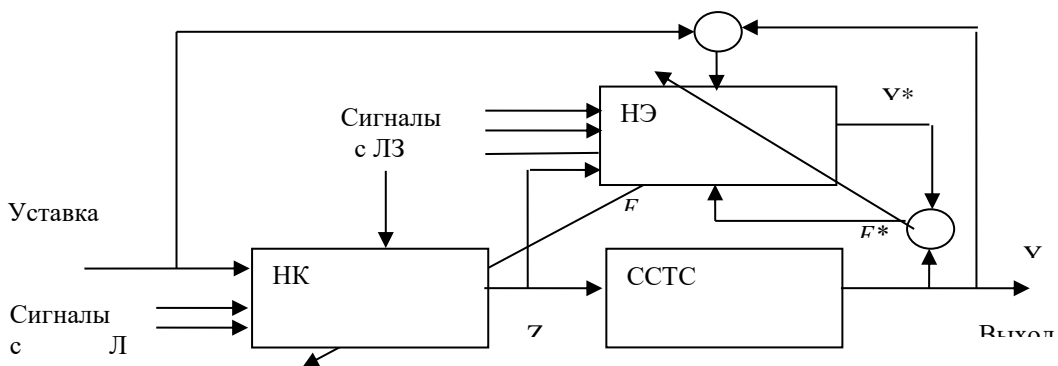 Y*
НЭ
Сигналы
с ЛЗ
Уставка
E
E*
Y
НК
ССТС
Сигналы
с Л
Z
Выход